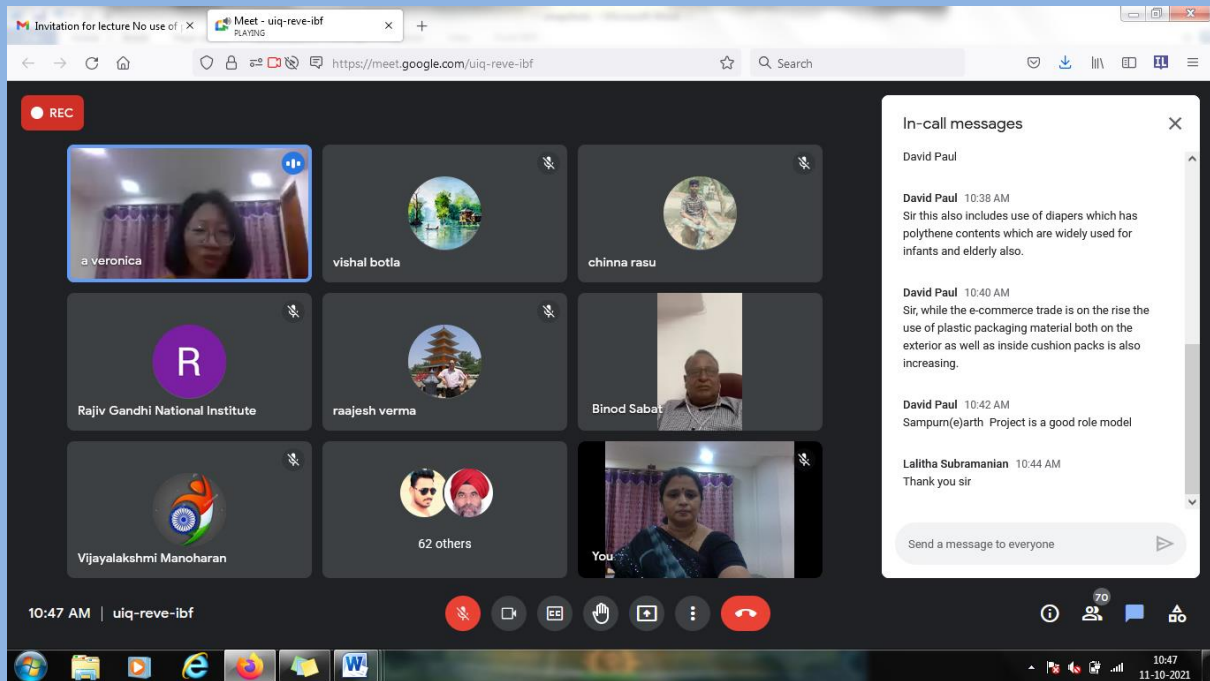 Invitation for lecture No use of
Meet - uiq-reve-ibf
PLAYING
https://meet.google.com/uiq-reve-ibf
Search
REC
a veronica
vishal botla
chinna rasu
R
Rajiv Gandhi National Institute
raajesh verma
Binod Sabat
Vijayalakshmi Manoharan
62 others
You
In-call messages
David Paul
David Paul 10:38 AM
Sir this also includes use of diapers which has
polythene contents which are widely used for
infants and elderly also.
David Paul 10:40 AM
Sir, while the e-commerce trade is on the rise the
use of plastic packaging material both on the
exterior as well as inside cushion packs is also
increasing.
David Paul 10:42 AM
Sampurn(e)arth Project is a good role model
Lalitha Subramanian 10:44 AM
Thank you sir
Send a message to everyone
10:47 AM | uiq-reve-ibf
CC
70
10:47
11-10-2021